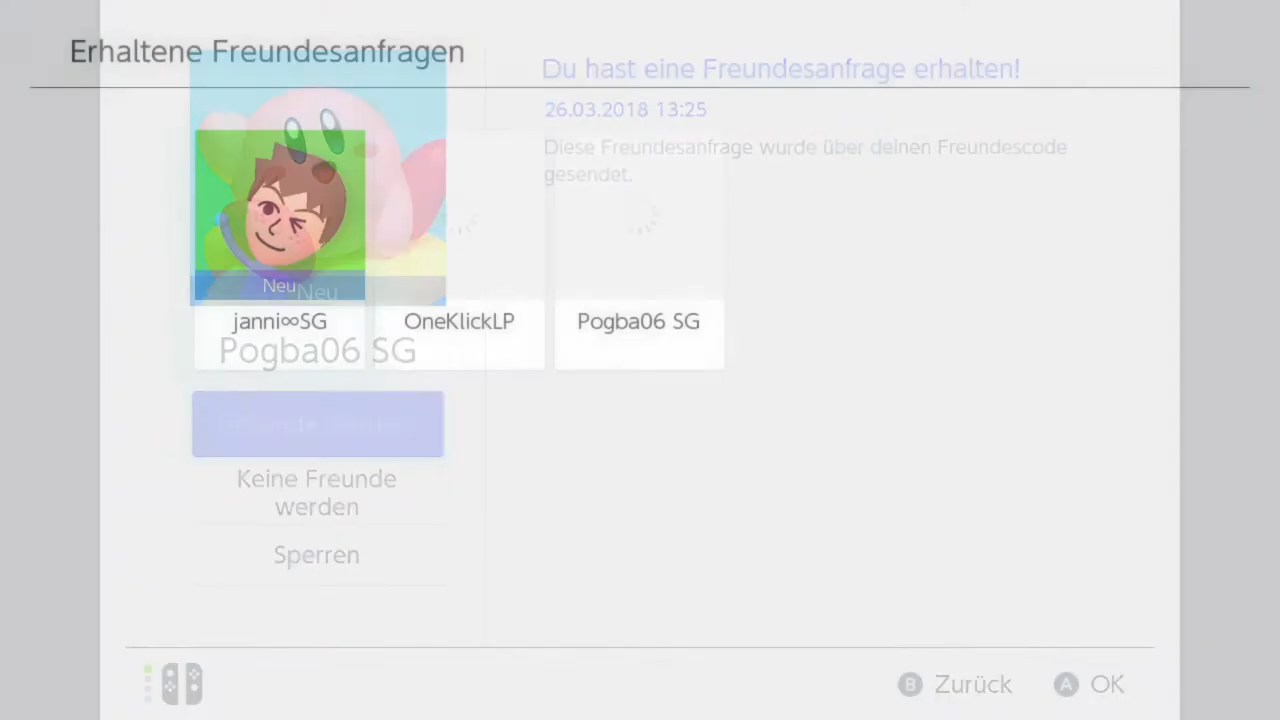 Erhaltene Freundesanfragen
Du hast eine Freundesanfrage erhalten!
26.03.2018 13:25
Diese Freundesanfrage wurde über deinen Freundescode
gesendet.
Neu
Neu
janni∞SG
OneKlickLP
Pogba06 SG
Pogba06 SG
Keine Freunde
werden
Sperren
B Zurück
A OK